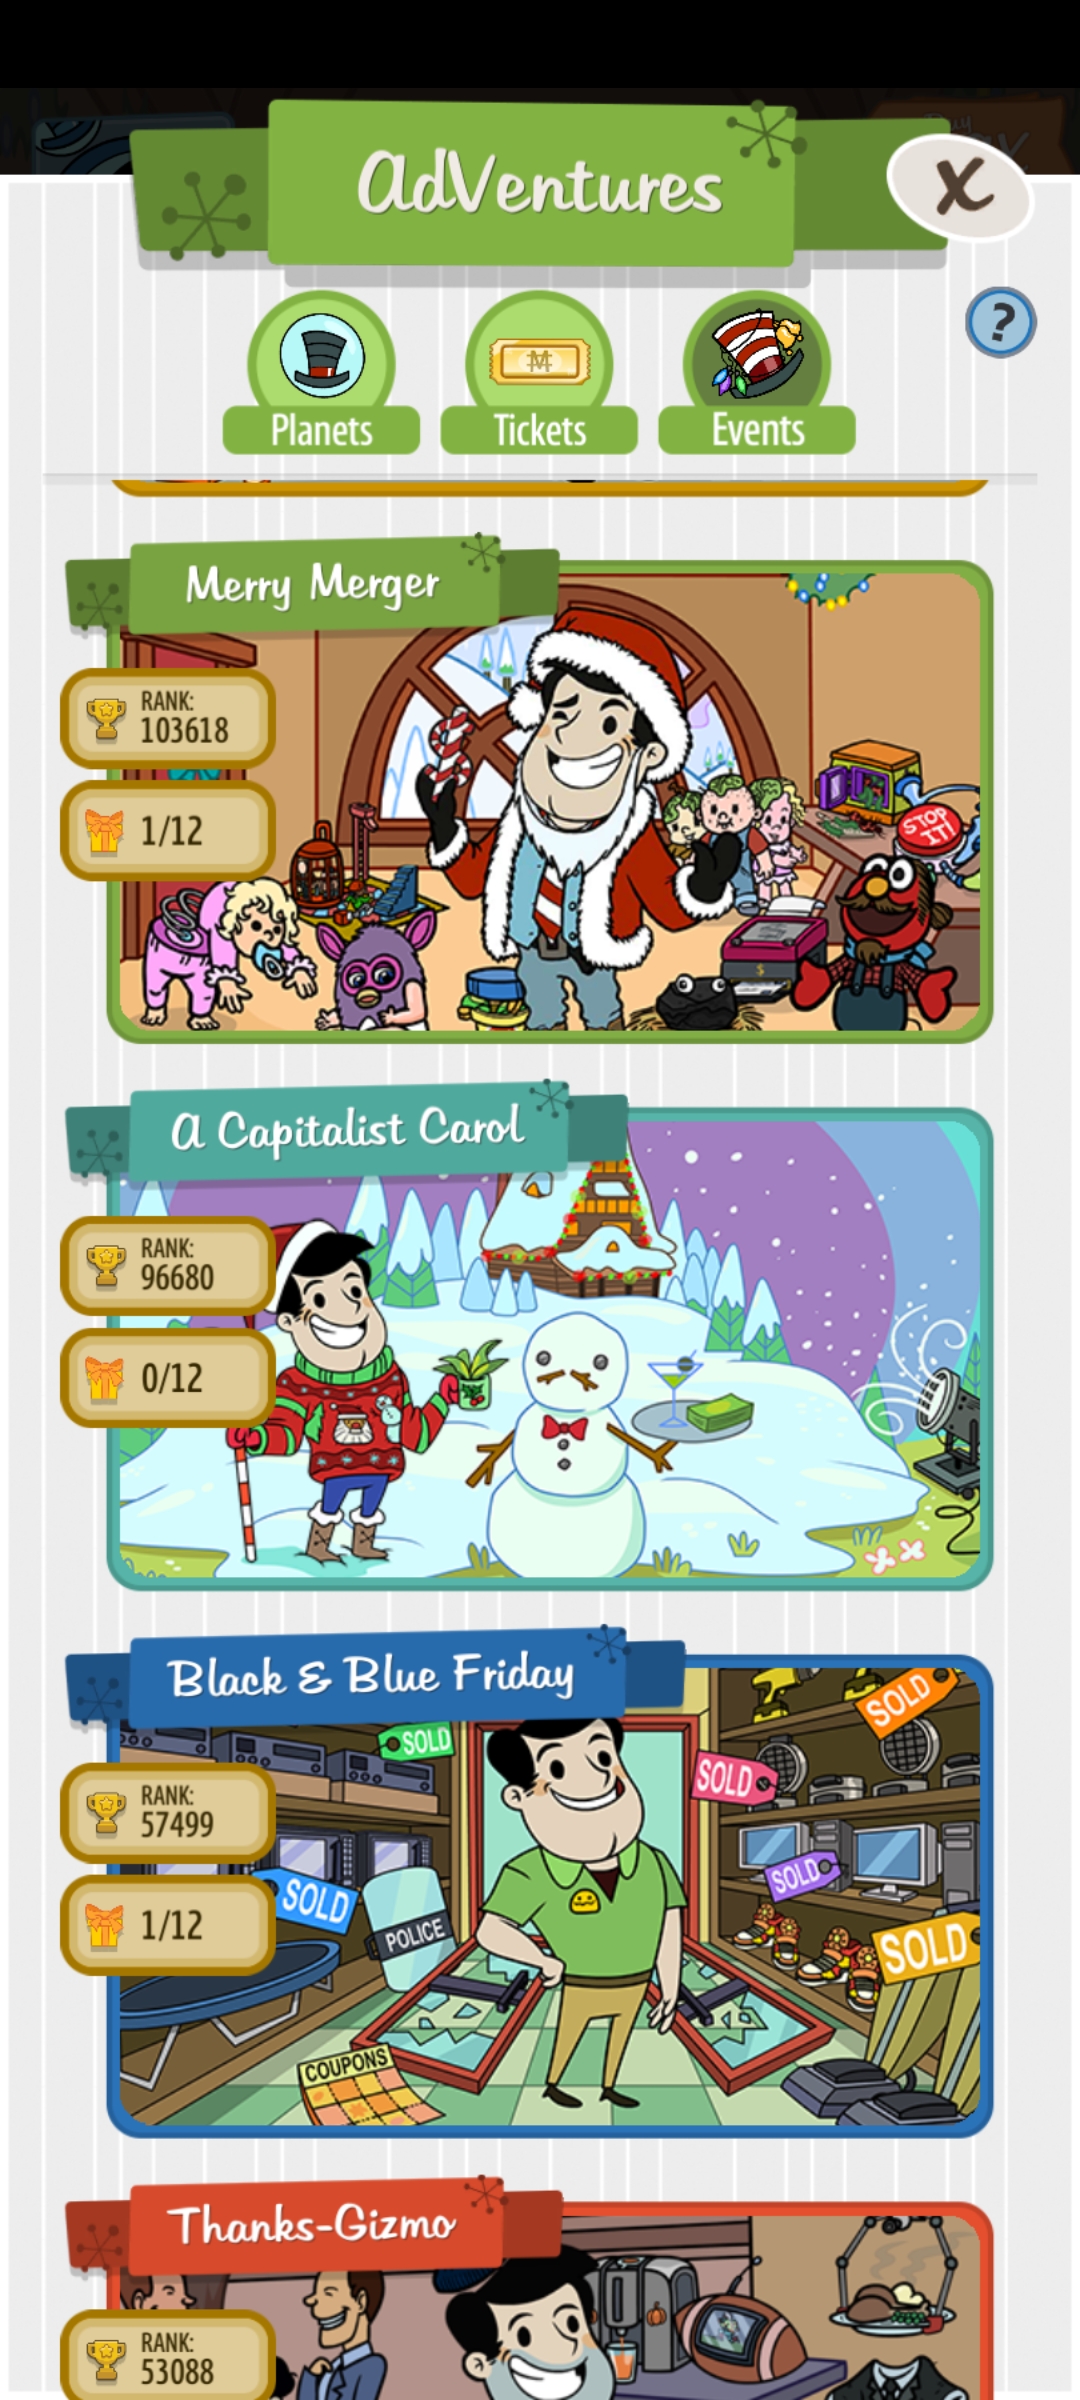 AdVentures
X
?
Planets
Tickets
Events
Merry Merger
RANK:
103618
1/12
STOP
IT!
$
A Capitalist Carol
RANK:
96680
0/12
Black & Blue Friday
SOLD
SOLD
SOLD
RANK:
57499
SOLD
SOLD
POLICE
SOLD
1/12
COUPONS
Thanks-Gizmo
RANK:
53088